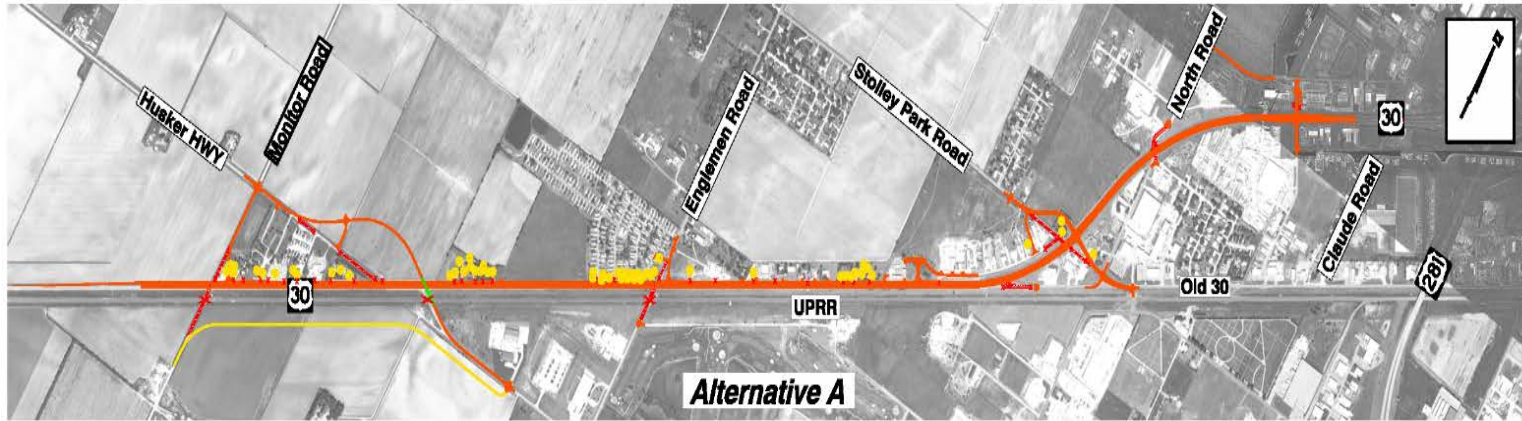 Husker HWY
Monitor Road
Englemen Road
Stolley Park Road
North Road
30
Claude Road
281
30
UPRR
Old 30
Alternative A